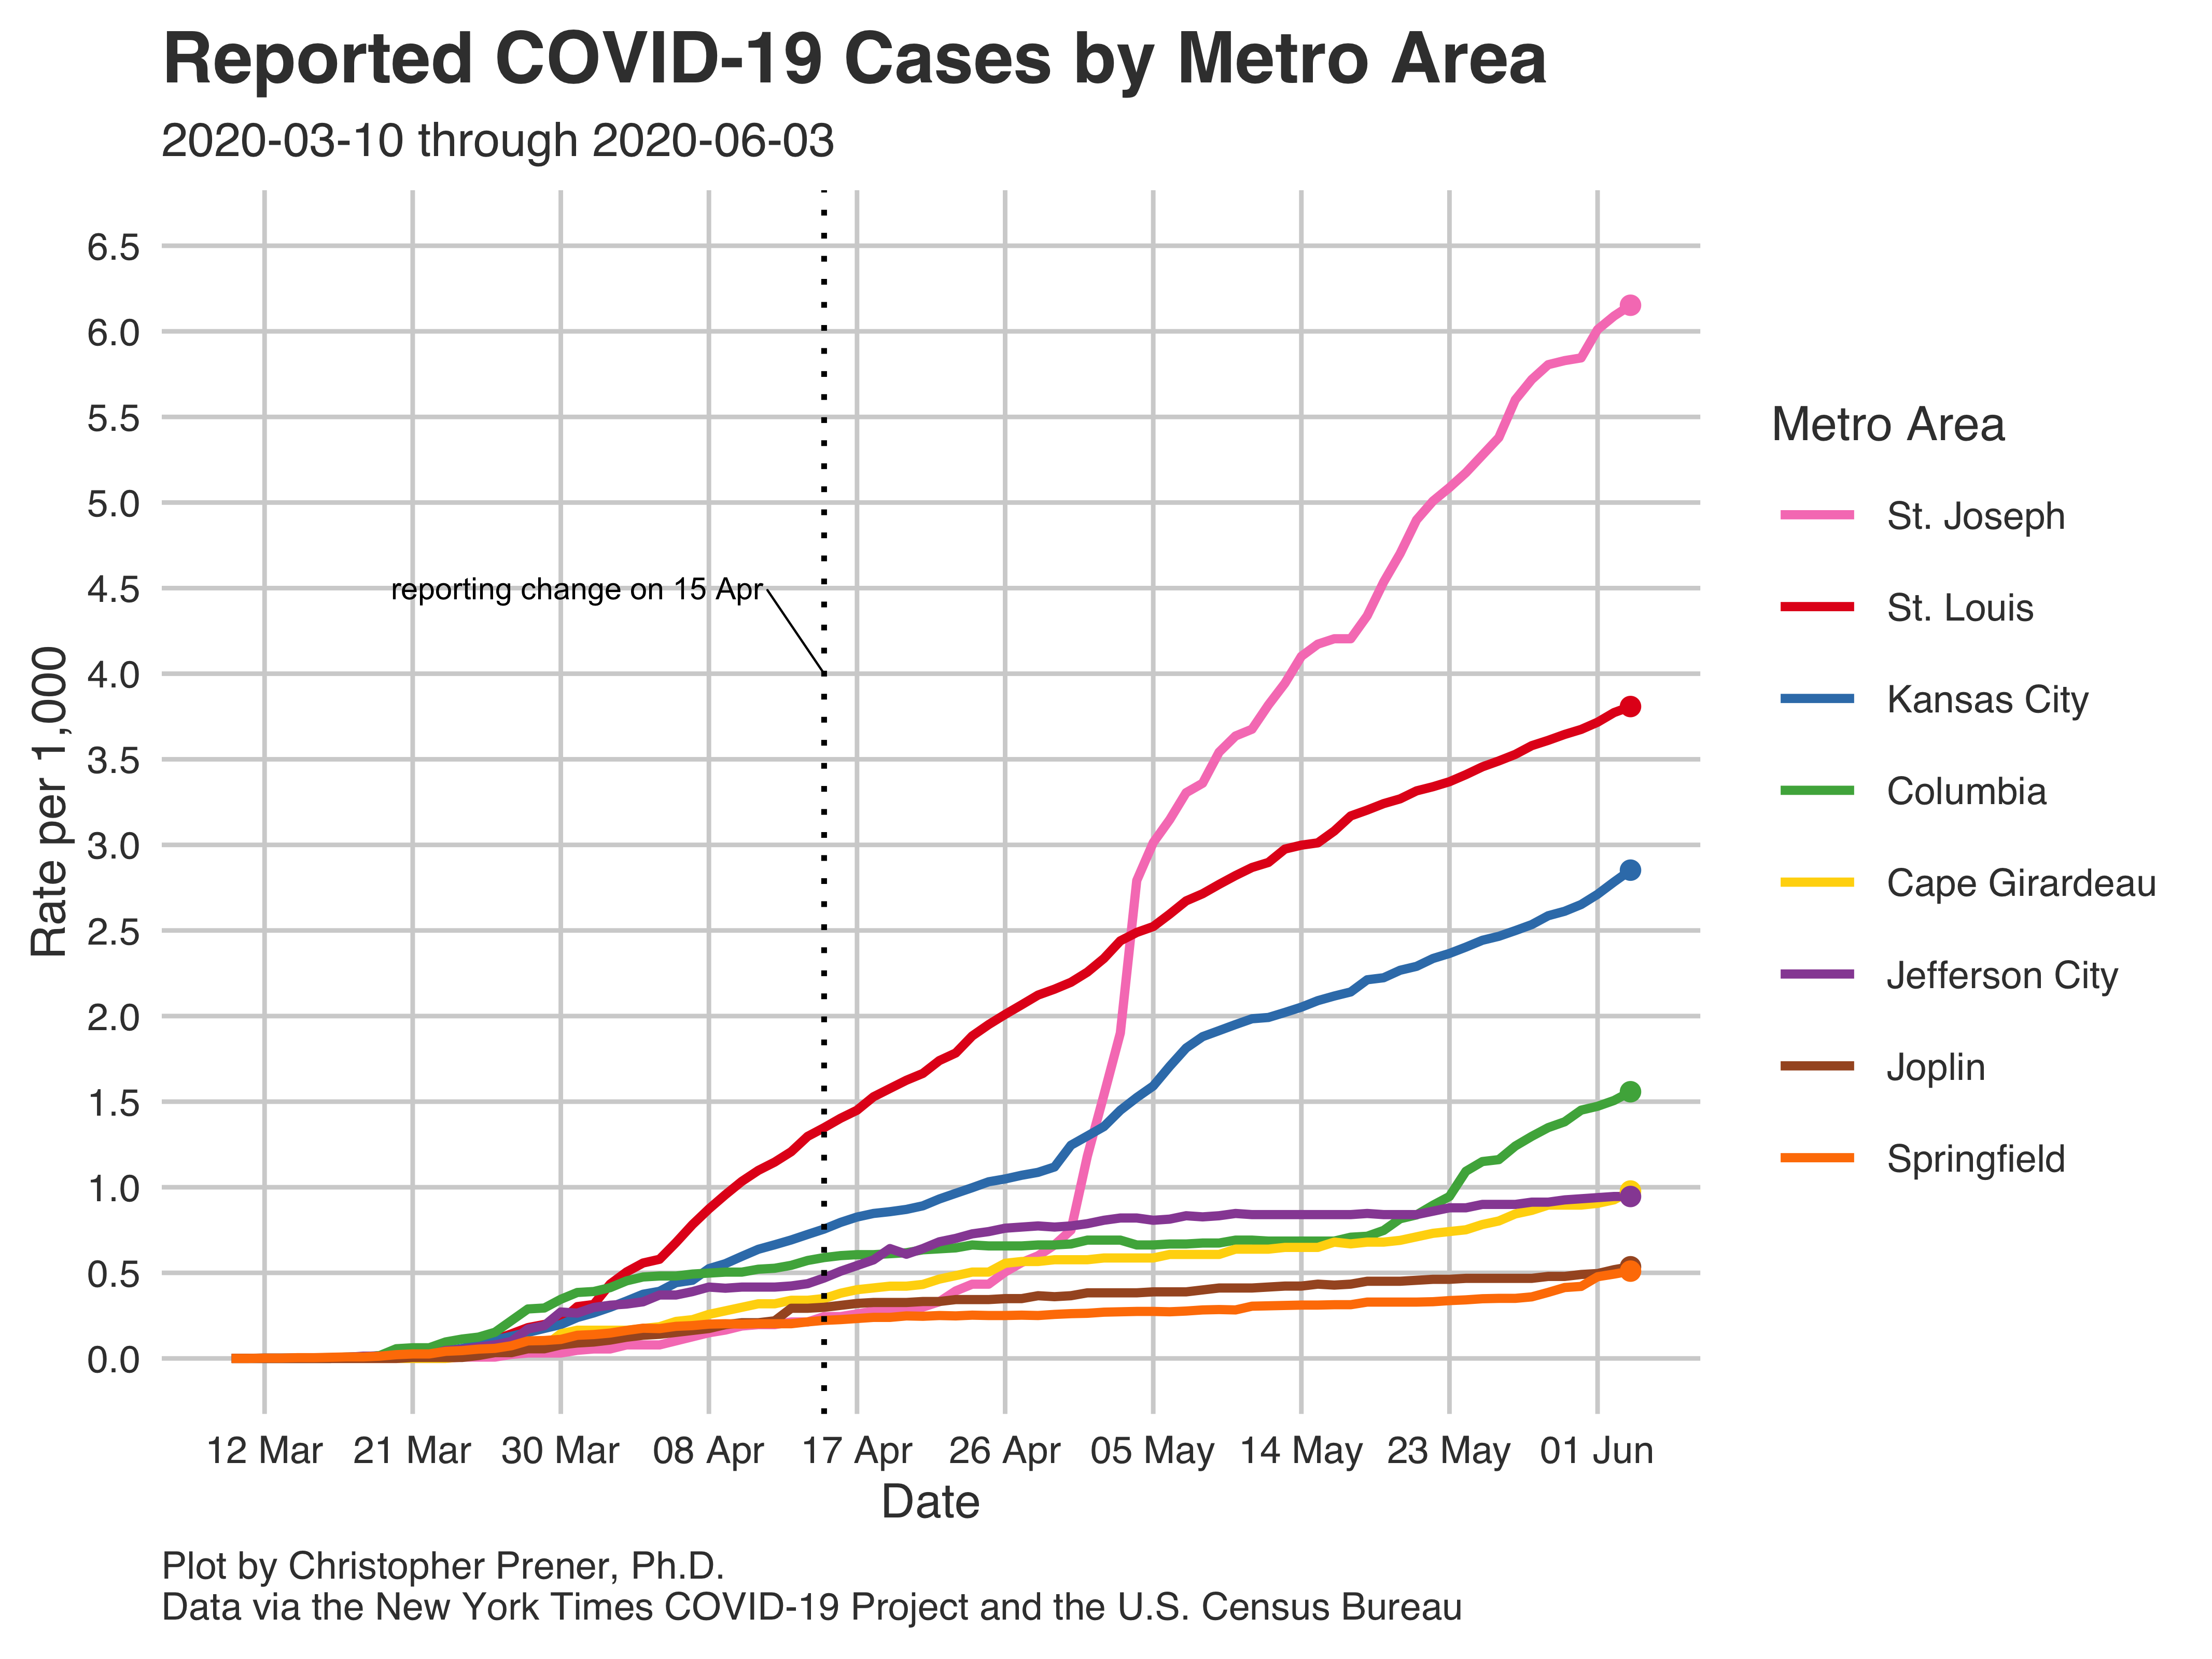 Reported COVID-19 Cases by Metro Area
2020-03-10 through 2020-06-03
6.5
6.0
5.5
5.0
4.5
4.0
3.5
3.0
2.5
2.0
1.5
1.0
0.5
0.0
Rate per 1,000
reporting change on 15 Apr
12 Mar
21 Mar
30 Mar
08 Apr
17 Apr
26 Apr
05 May
14 May
23 May
01 Jun
Date
Metro Area
St. Joseph
St. Louis
Kansas City
Columbia
Cape Girardeau
Jefferson City
Joplin
Springfield
Plot by Christopher Prener, Ph.D.
Data via the New York Times COVID-19 Project and the U.S. Census Bureau